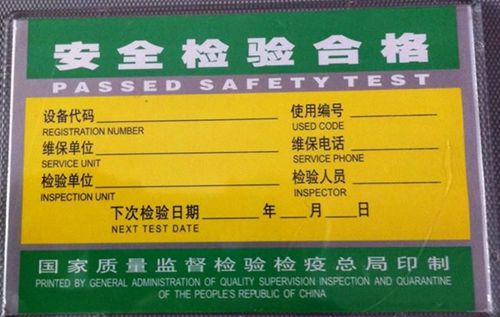 安全检验合格
PASSED SAFETY TEST
设备代码 使用编号
REGISTRATION NUMBER USED CODE
维保单位 维保电话
SERVICE UNIT SERVICE PHONE
检验单位 检验人员
INSPECTION UNIT INSPECTOR
下次检验日期 年 月 日
NEXT TEST DATE
国家质量监督检验检疫总局印制
PRINTED BY GENERAL ADMINISTRATION OF QUALITY SUPERVISION INSPECTION AND QUARANTINE
OF THE PEOPLE'S REPUBLIC OF CHINA